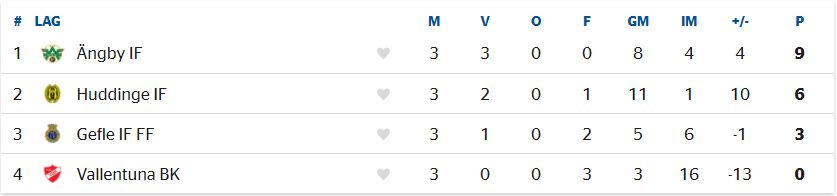 # LAG M V O F GM IM +/- P
1 Ängby IF 3 3 0 0 8 4 4 9
2 Huddinge IF 3 2 0 1 11 1 10 6
3 Gefle IF FF 3 1 0 2 5 6 -1 3
4 Vallentuna BK 3 0 0 3 3 16 -13 0